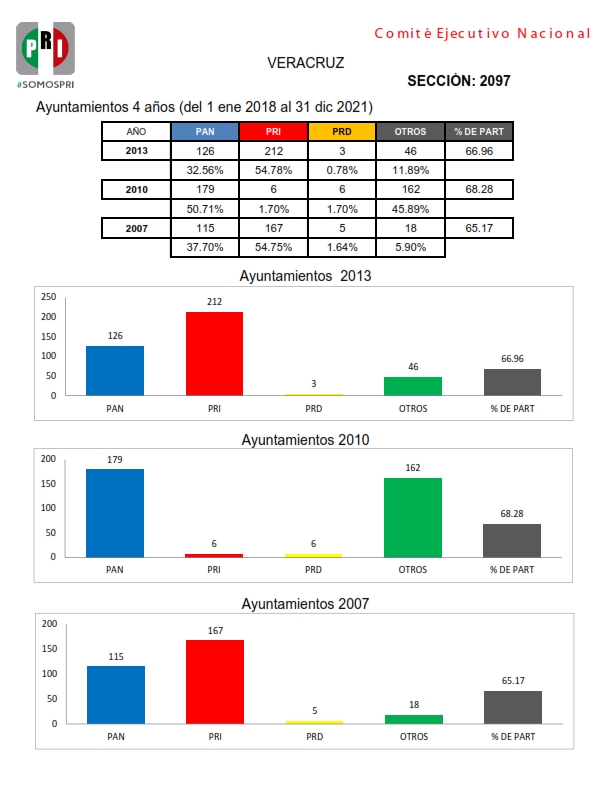 Comité Ejecutivo Nacional
PRI
#SOMOSPRI
VERACRUZ
SECCIÓN: 2097
Ayuntamientos 4 años (del 1 ene 2018 al 31 dic 2021)
AÑO PAN PRI PRD OTROS % DE PART
2013 126 212 3 46 66.96
32.56% 54.78% 0.78% 11.89%
2010 179 6 6 162 68.28
50.71% 1.70% 1.70% 45.89%
2007 115 167 5 18 65.17
37.70% 54.75% 1.64% 5.90%
Ayuntamientos 2013
250
200
150
100
50
0
126 212 3 46 66.96
PAN PRI PRD OTROS % DE PART
Ayuntamientos 2010
200
150
100
50
0
179 6 6 162 68.28
PAN PRI PRD OTROS % DE PART
Ayuntamientos 2007
200
150
100
50
0
115 167 5 18 65.17
PAN PRI PRD OTROS % DE PART